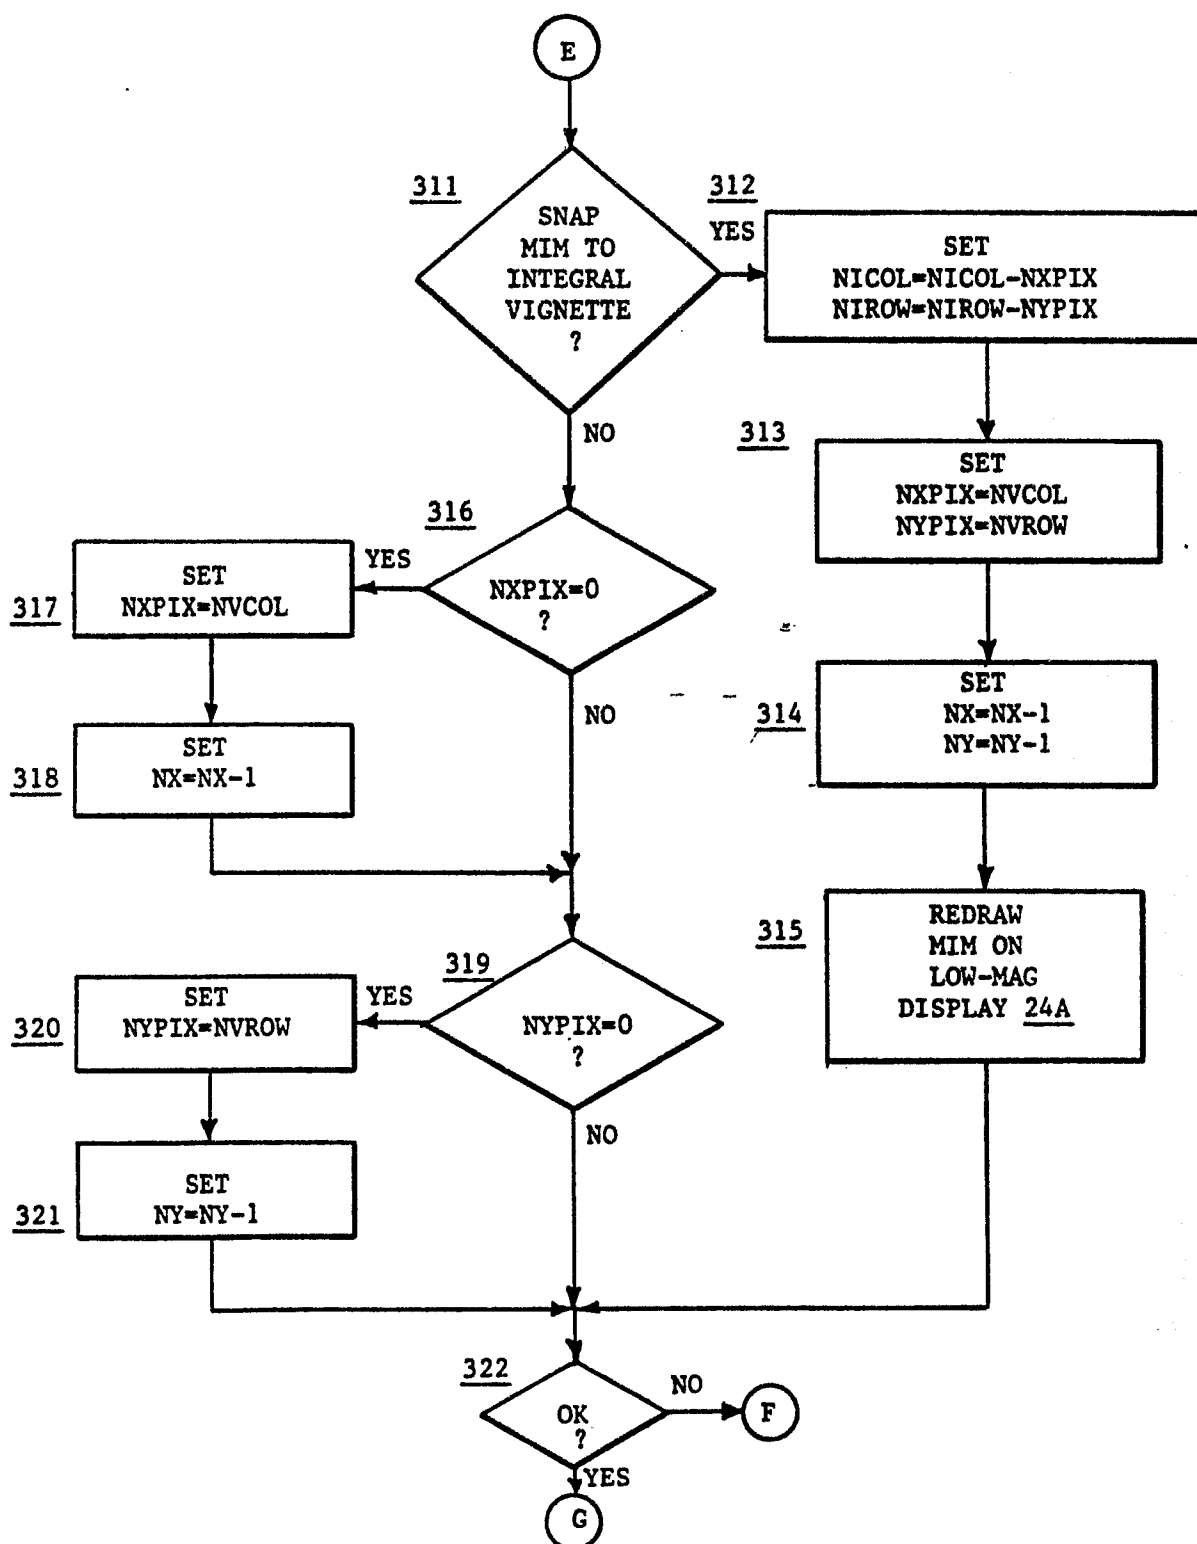 E
311
SNAP
MIM TO
INTEGRAL
VIGNETTE
?
312
YES
SET
NICOL=NICOL-NXPIX
NIROW=NIROW-NYPIX
NO
313
SET
NXPIX=NVCOL
NYPIX=NVROW
316
NXPIX=0
?
YES
317
SET
NXPIX=NVCOL
NO
314
SET
NX=NX-1
NY=NY-1
318
SET
NX=NX-1
315
REDRAW
MIM ON
LOW-MAG
DISPLAY 24A
319
NYPIX=0
?
YES
320
SET
NYPIX=NVROW
NO
321
SET
NY=NY-1
322
OK
?
NO
F
YES
G